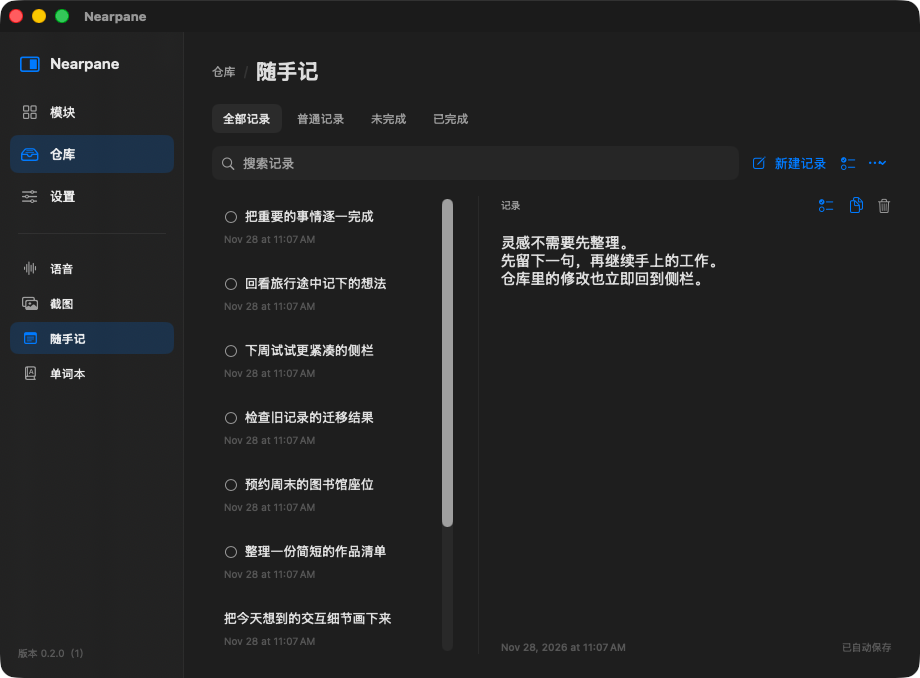 Nearpane
Nearpane
模块
仓库
设置
语音
截图
随手记
单词本
版本 0.2.0（1）
仓库 / 随手记
全部记录 普通记录 未完成 已完成
搜索记录
新建记录
把重要的事情逐一完成
Nov 28 at 11:07 AM
回看旅行途中记下的想法
Nov 28 at 11:07 AM
下周试试更紧凑的侧栏
Nov 28 at 11:07 AM
检查旧记录的迁移结果
Nov 28 at 11:07 AM
预约周末的图书馆座位
Nov 28 at 11:07 AM
整理一份简短的作品清单
Nov 28 at 11:07 AM
把今天想到的交互细节画下来
Nov 28 at 11:07 AM
记录
灵感不需要先整理。
先留下一句，再继续手上的工作。
仓库里的修改也立即回到侧栏。
Nov 28, 2026 at 11:07 AM
已自动保存